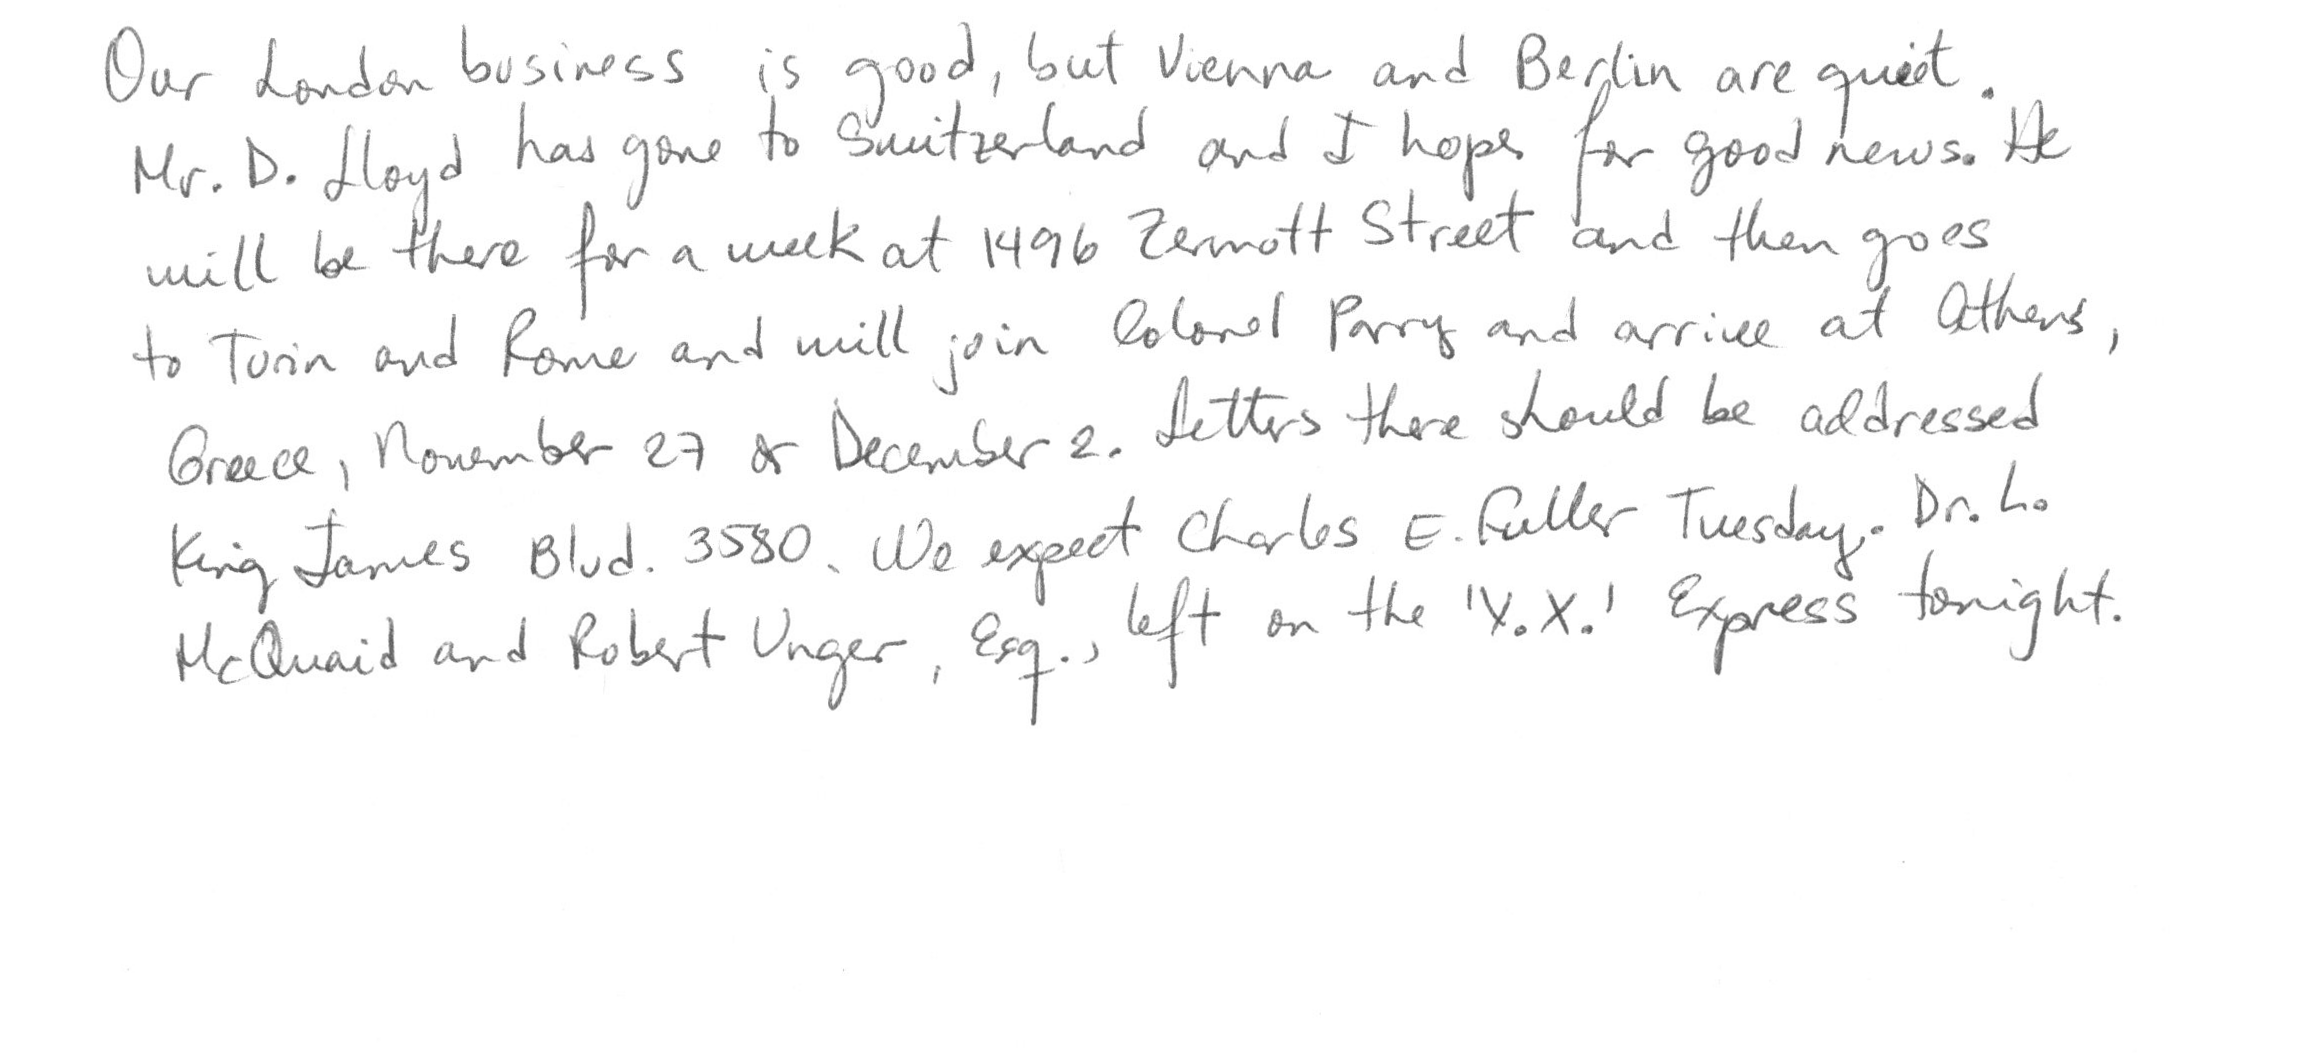 Our London business is good, but Vienna and Berlin are quiet.
Mr. D. Lloyd has gone to Switzerland and I hope for good news. He
will be there for a week at 1496 Zermott Street and then goes
to Turin and Rome and will join Colonel Parry and arrive at Athens,
Greece, November 27 or December 2. Letters there should be addressed
King James Blvd. 3580. We expect Charles E. Fuller Tuesday. Dr. L.
McQuaid and Robert Unger, Esq., left on the 'Y.X.' Express tonight.